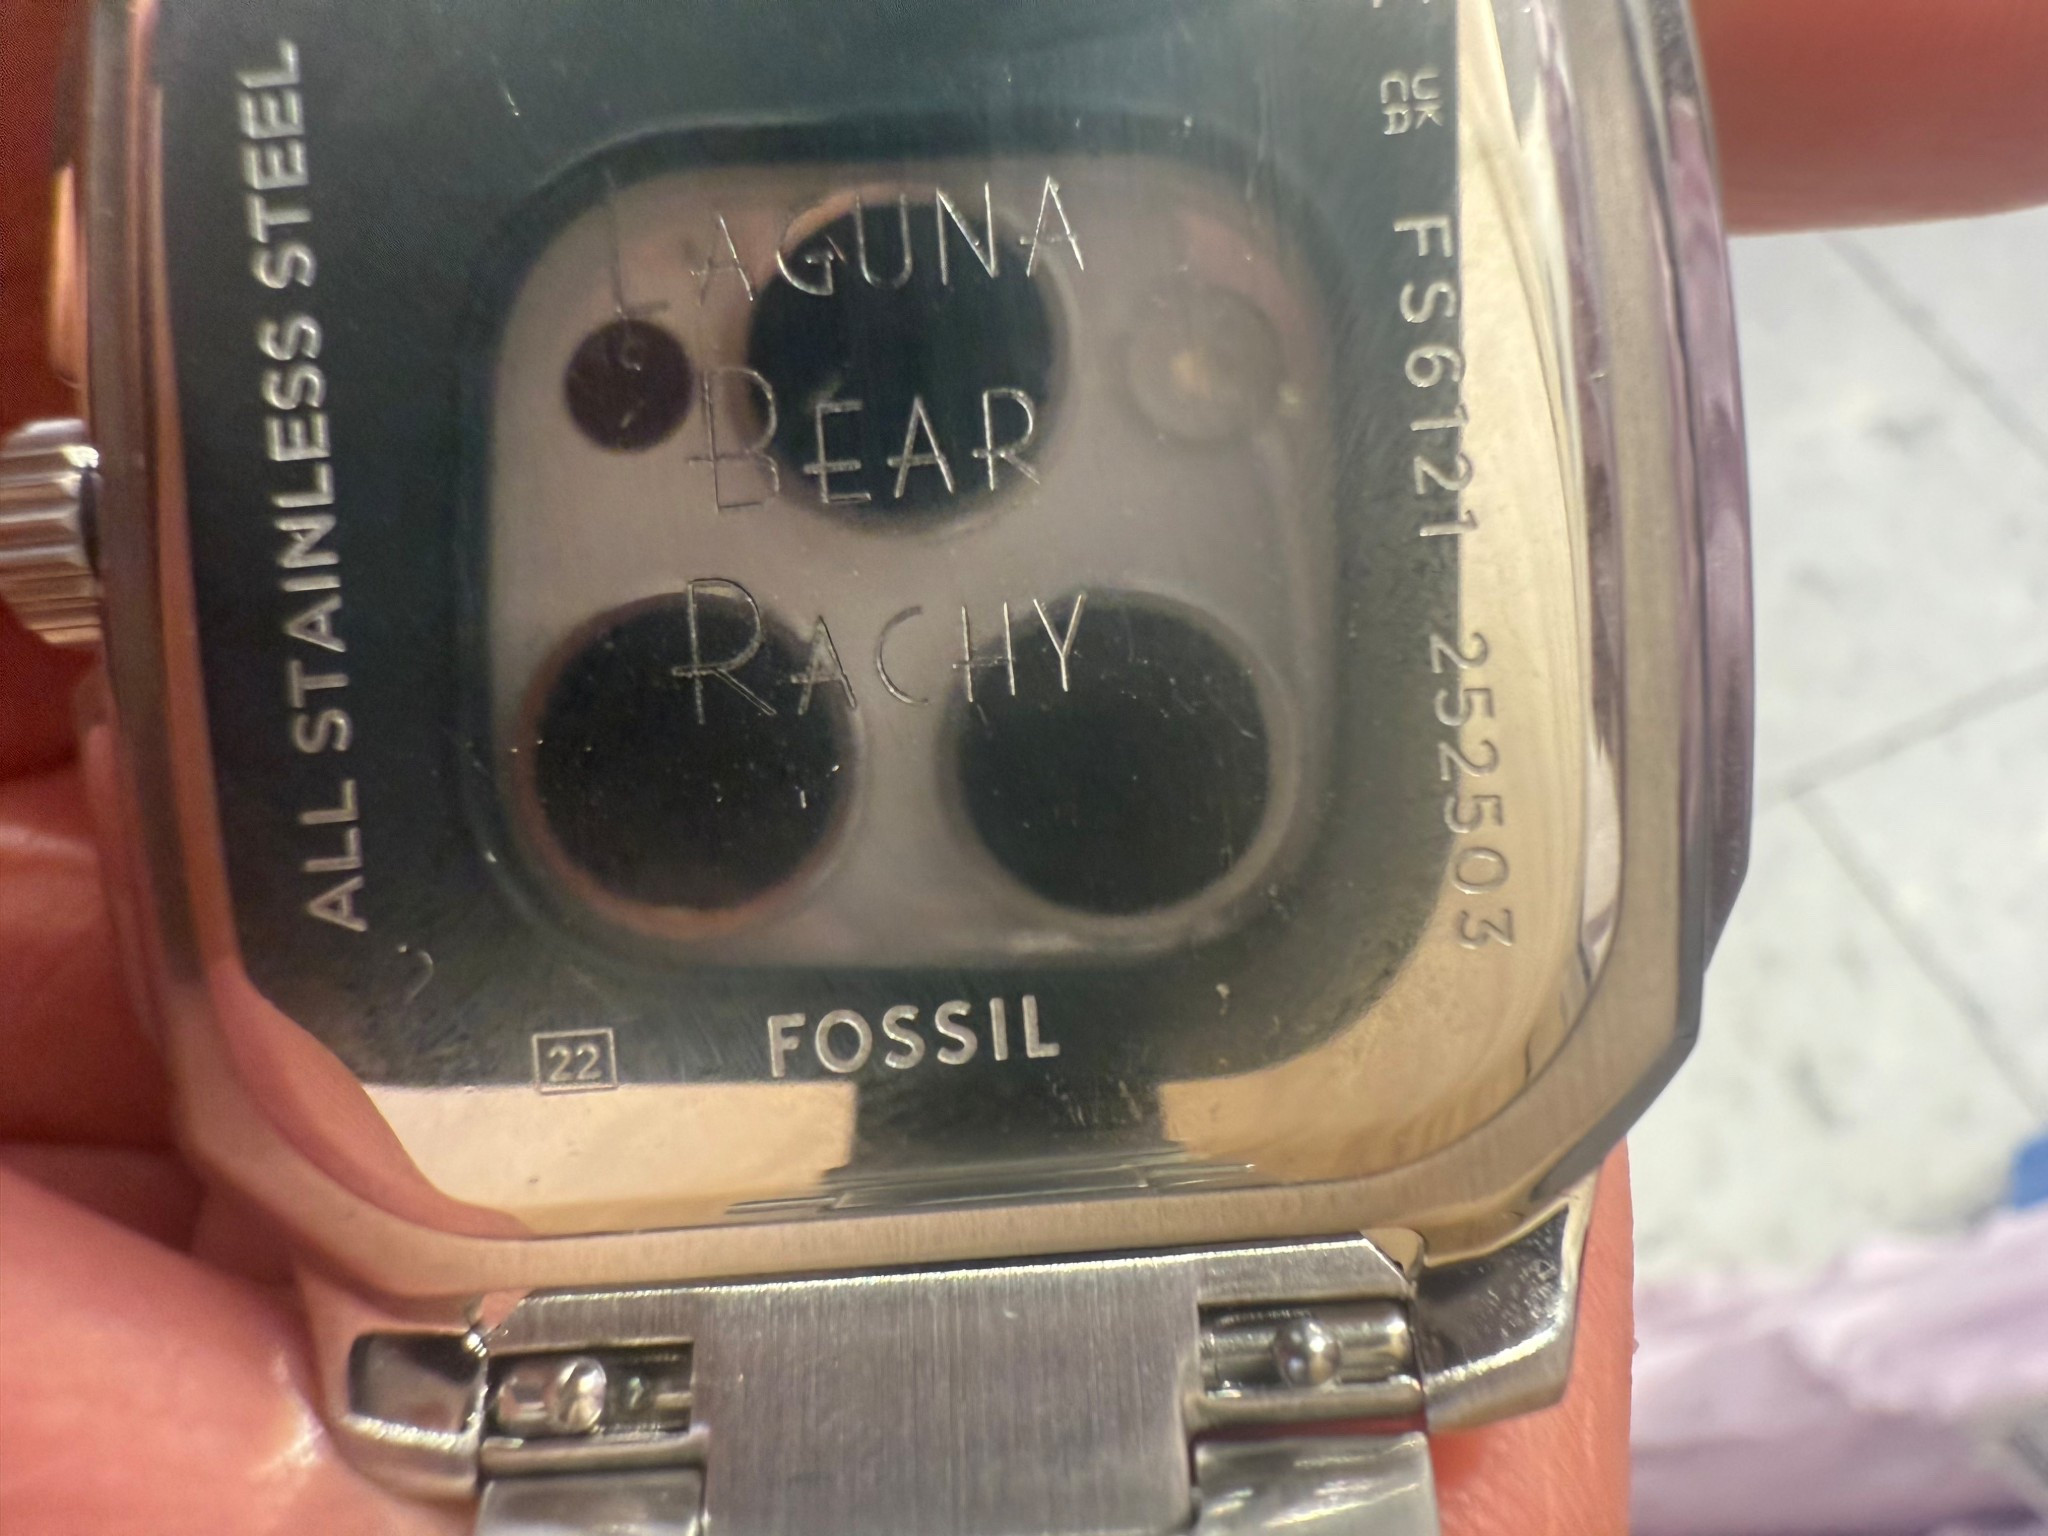 ALL STAINLESS STEEL
LAGUNA
BEAR
RACHY
UK
CA
FS6121 252503
22
FOSSIL